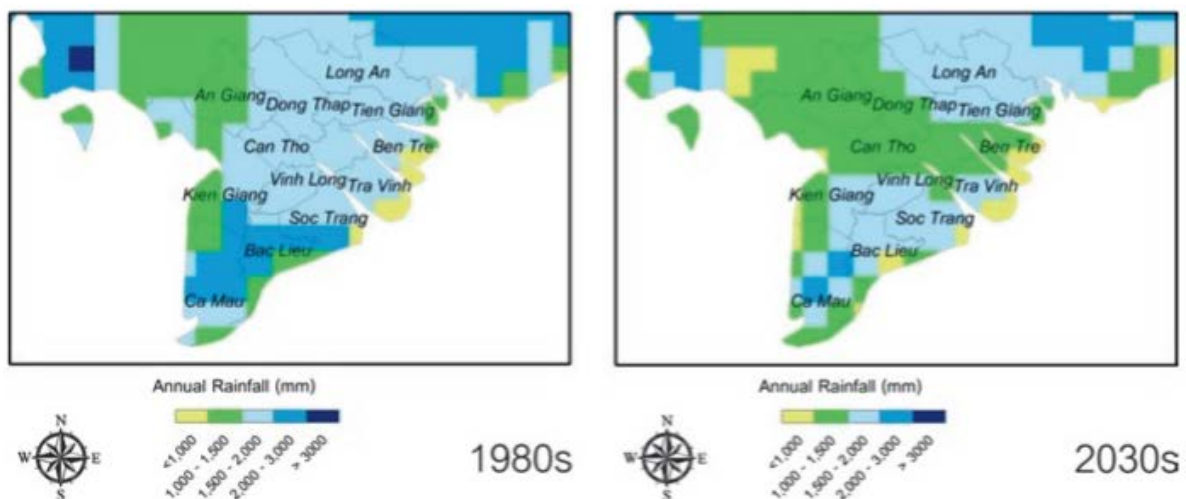 Long An
An Giang
Dong Thap
Tien Giang
Can Tho
Ben Tre
Vinh Long
Tra Vinh
Kien Giang
Soc Trang
Bac Lieu
Ca Mau
Annual Rainfall (mm)
<1,000
1,000 - 1,500
1,500 - 2,000
2,000 - 3,000
> 3000
N
W E
S
1980s
Long An
An Giang
Dong Thap
Tien Giang
Can Tho
Ben Tre
Vinh Long
Tra Vinh
Kien Giang
Soc Trang
Bac Lieu
Ca Mau
Annual Rainfall (mm)
<1,000
1,000 - 1,500
1,500 - 2,000
2,000 - 3,000
> 3000
N
W E
S
2030s